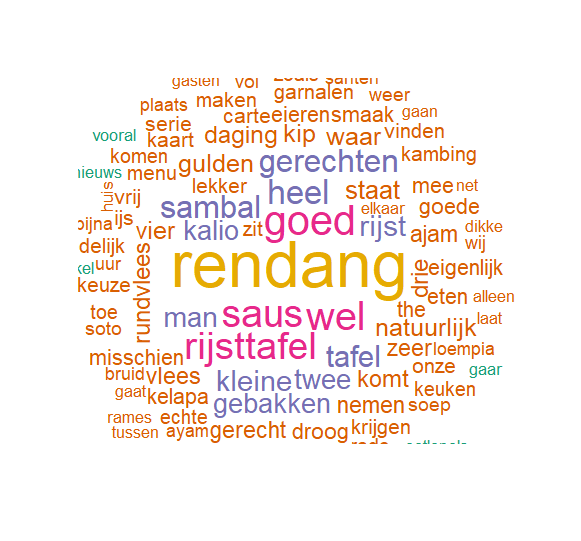 gasten vol santen
garnalen weer
plaats maken
carte eieren smaak gaan
serie
vooral kaart daging kip waar vinden
komen gulden gerechten kambing
nieuws menu
lekker heel staat mee net
huis vrij sambal goed elkaar goede
bijna ijs vier kalio zit rijst ajam dikke
delijk rendang wij
uur rundvlees drie eigenlijk
keuze
eten alleen
toe man saus wel the laat
soto natuurlijk
misschien rijsttafel tafel zeer loempia
bruid vlees kleine twee komt onze gaar
gaat kelapa gebakken nemen keuken
rames echte soep
tussen ayam gerecht droog krijgen